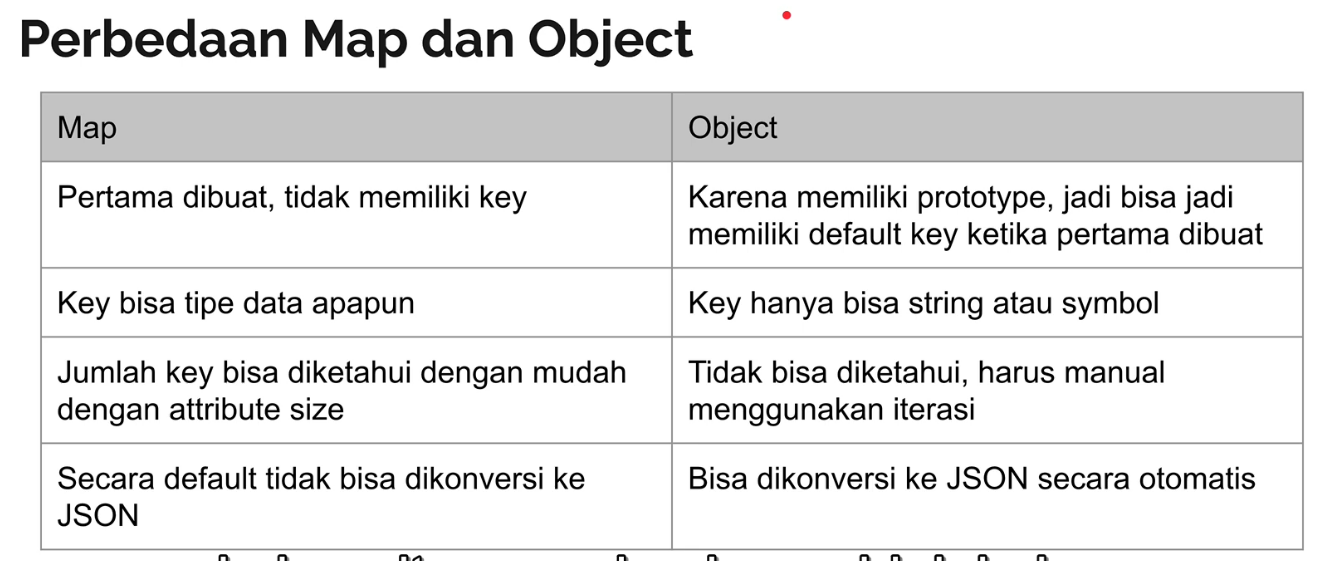 Perbedaan Map dan Object
Map
Object
Pertama dibuat, tidak memiliki key
Karena memiliki prototype, jadi bisa jadi
memiliki default key ketika pertama dibuat
Key bisa tipe data apapun
Key hanya bisa string atau symbol
Jumlah key bisa diketahui dengan mudah
dengan attribute size
Tidak bisa diketahui, harus manual
menggunakan iterasi
Secara default tidak bisa dikonversi ke
JSON
Bisa dikonversi ke JSON secara otomatis